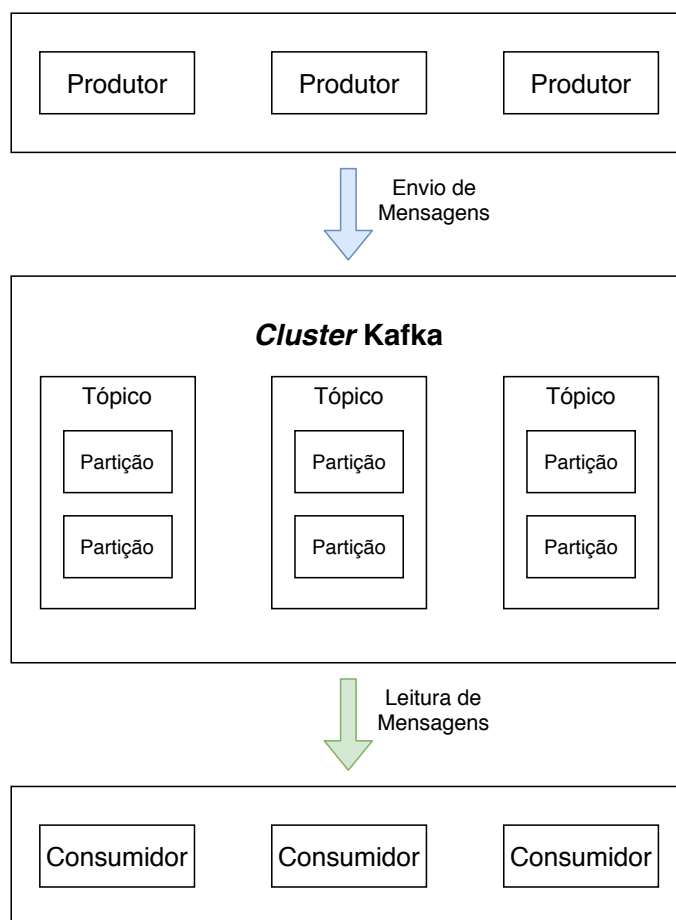 Produtor Produtor Produtor
Envio de
Mensagens
Cluster Kafka
Tópico Tópico Tópico
Partição Partição Partição
Partição Partição Partição
Leitura de
Mensagens
Consumidor Consumidor Consumidor